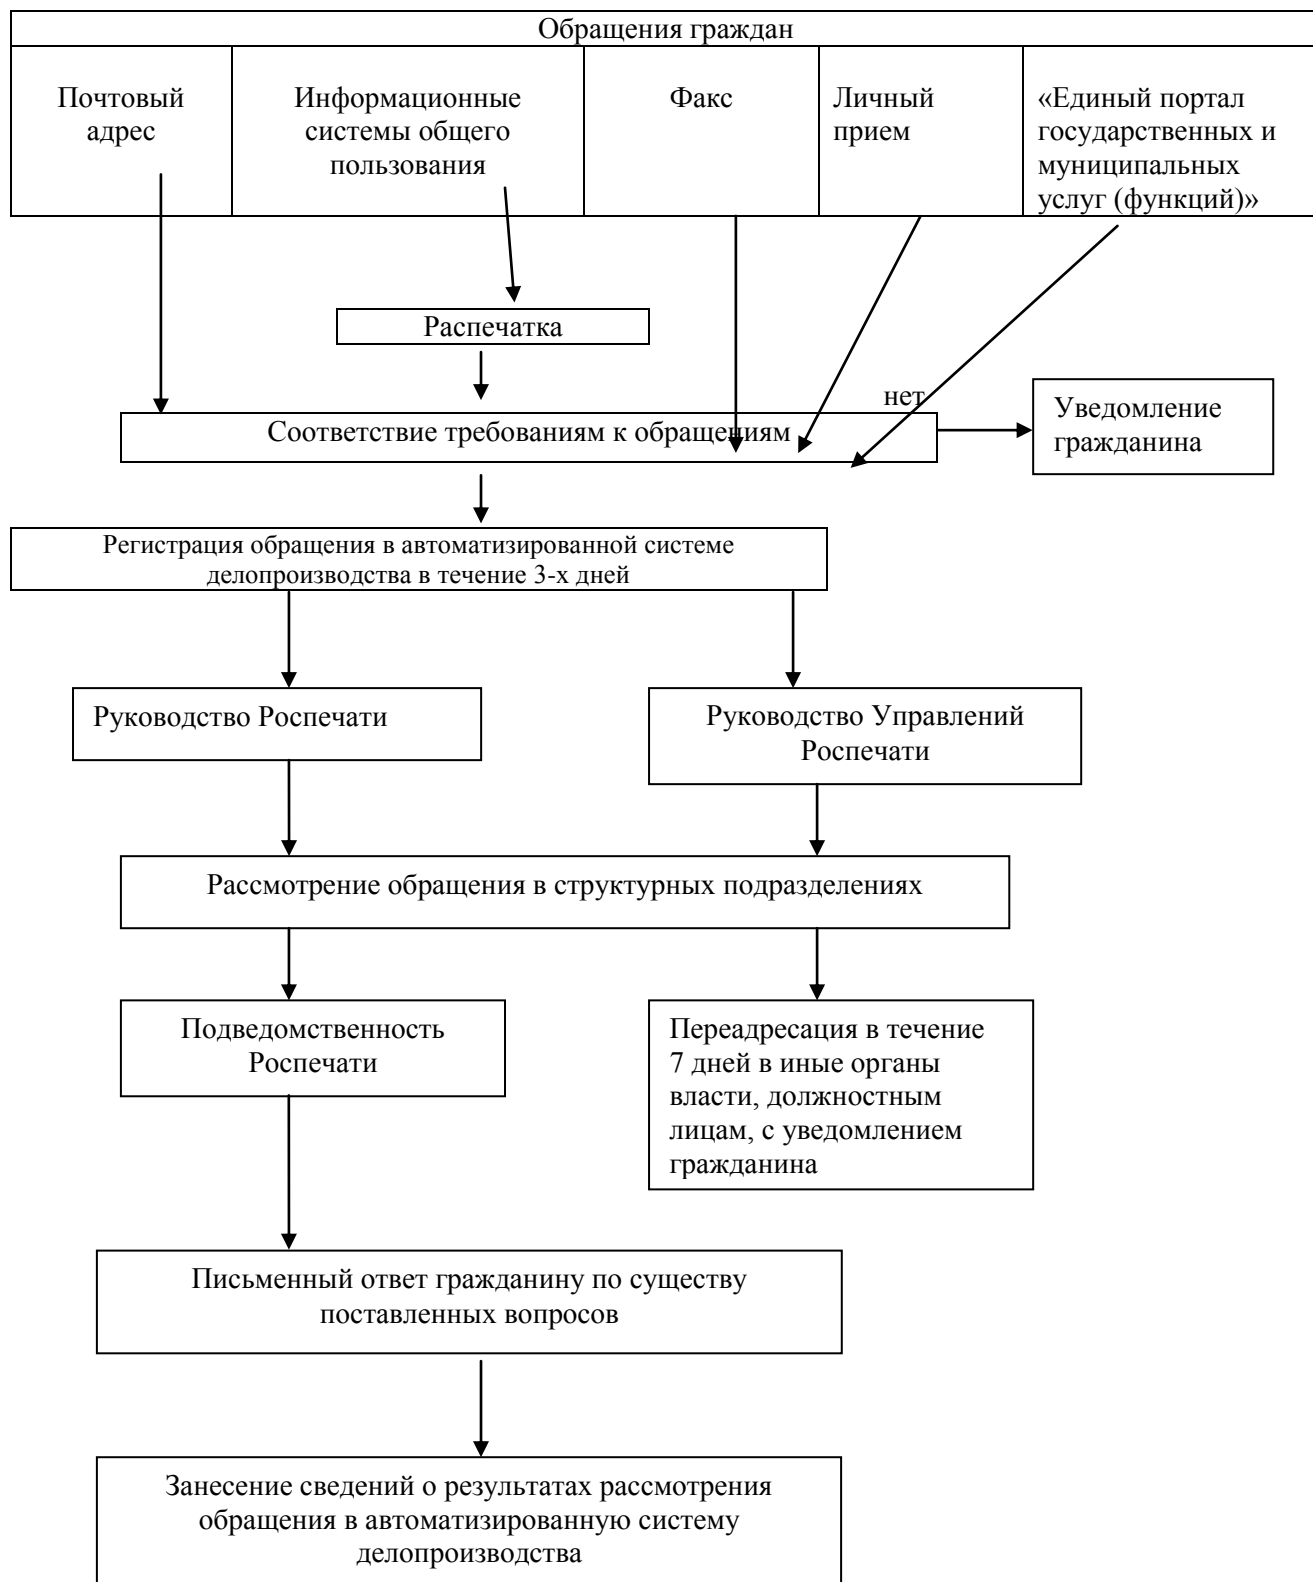 Обращения граждан
Почтовый
адрес
Информационные
системы общего
пользования
Факс
Личный
прием
«Единый портал
государственных и
муниципальных
услуг (функций)»
Распечатка
нет
Соответствие требованиям к обращениям
Уведомление
гражданина
Регистрация обращения в автоматизированной системе
делопроизводства в течение 3-х дней
Руководство Роспечати
Руководство Управлений
Роспечати
Рассмотрение обращения в структурных подразделениях
Подведомственность
Роспечати
Переадресация в течение
7 дней в иные органы
власти, должностным
лицам, с уведомлением
гражданина
Письменный ответ гражданину по существу
поставленных вопросов
Занесение сведений о результатах рассмотрения
обращения в автоматизированную систему
делопроизводства